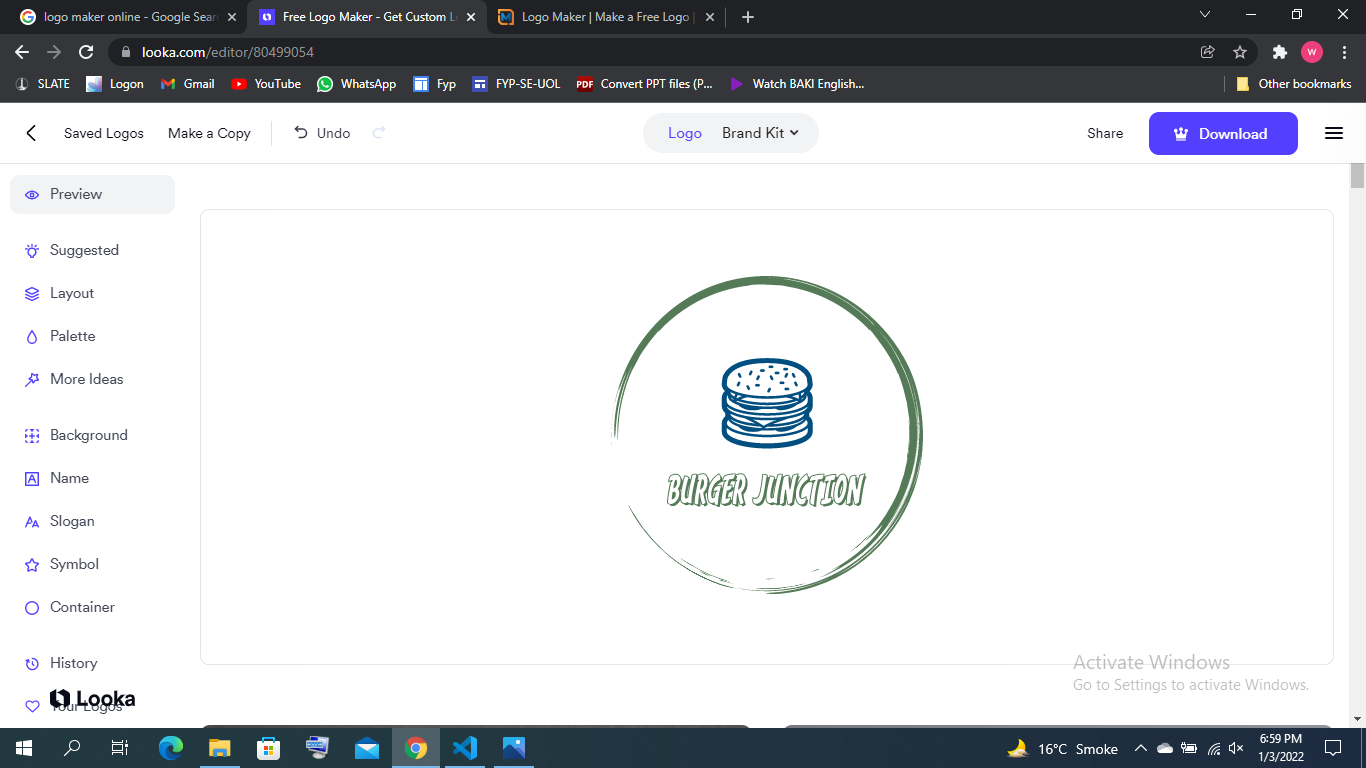 logo maker online - Google Sear
Free Logo Maker - Get Custom L
Logo Maker | Make a Free Logo |
looka.com/editor/80499054
W
SLATE
Logon
Gmail
YouTube
WhatsApp
Fyp
FYP-SE-UOL
PDF
Convert PPT files (P...
Watch BAKI English...
Other bookmarks
Saved Logos
Make a Copy
Undo
Logo
Brand Kit
Share
Download
Preview
Suggested
Layout
Palette
More Ideas
Background
Name
Slogan
Symbol
Container
History
Your Logos
Looka
BURGER JUNCTION
Activate Windows
Go to Settings to activate Windows.
16°C Smoke
6:59 PM
1/3/2022